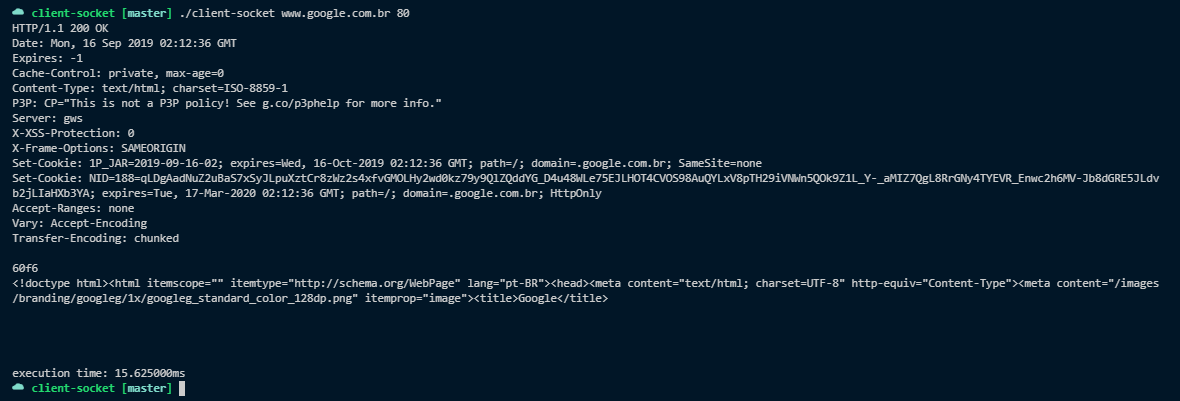 client-socket [master] ./client-socket www.google.com.br 80
HTTP/1.1 200 OK
Date: Mon, 16 Sep 2019 02:12:36 GMT
Expires: -1
Cache-Control: private, max-age=0
Content-Type: text/html; charset=ISO-8859-1
P3P: CP="This is not a P3P policy! See g.co/p3phelp for more info."
Server: gws
X-XSS-Protection: 0
X-Frame-Options: SAMEORIGIN
Set-Cookie: 1P_JAR=2019-09-16-02; expires=Wed, 16-Oct-2019 02:12:36 GMT; path=/; domain=.google.com.br; SameSite=none
Set-Cookie: NID=188=qLDgAadNuZ2uBaS7xSyJLpuXztCr8zWz2s4xfvGMOLHy2wd0kz79y9QlZQddYG_D4u48WLe75EJLHOT4CVOS98AuQYLxV8pTH29iVNWn5QOk9Z1L_Y-_aMIZ7QgL8RrGNy4TYEVR_Enwc2h6MV-Jb8dGRE5JLdv
b2jLIaHXb3YA; expires=Tue, 17-Mar-2020 02:12:36 GMT; path=/; domain=.google.com.br; HttpOnly
Accept-Ranges: none
Vary: Accept-Encoding
Transfer-Encoding: chunked
60f6
<!doctype html><html itemscope="" itemtype="http://schema.org/WebPage" lang="pt-BR"><head><meta content="text/html; charset=UTF-8" http-equiv="Content-Type"><meta content="/images
/branding/googleg/1x/googleg_standard_color_128dp.png" itemprop="image"><title>Google</title>
execution time: 15.625000ms
client-socket [master]